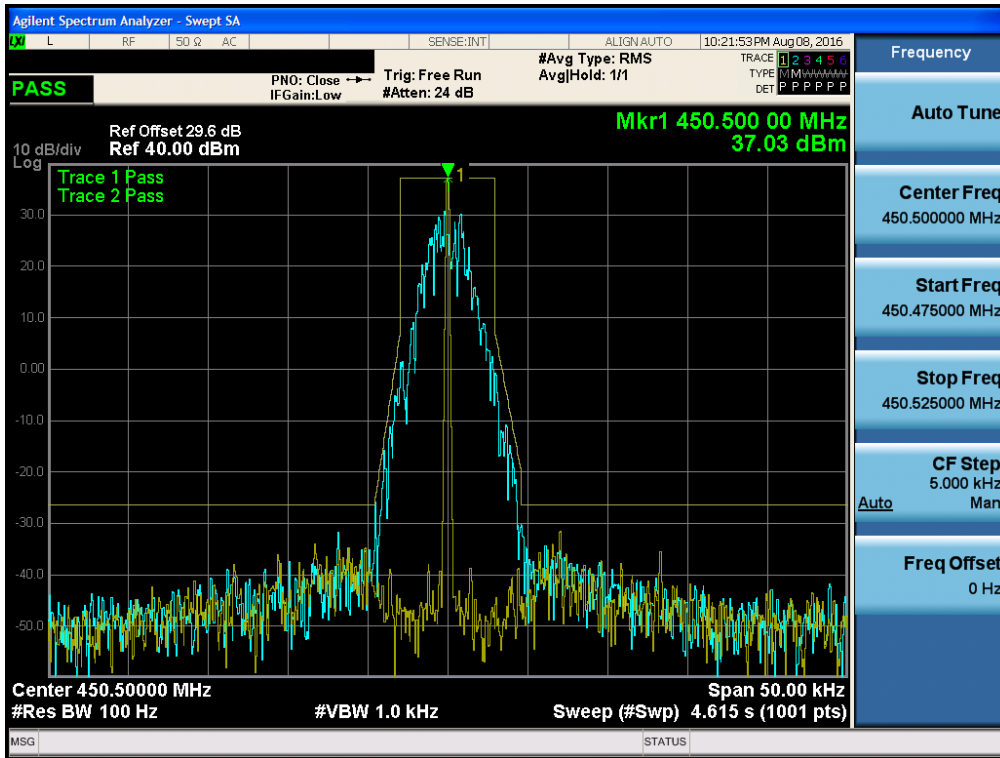 Agilent Spectrum Analyzer - Swept SA
LXI L RF 50 Ω AC SENSE:INT ALIGN AUTO 10:21:53 PM Aug 08, 2016
PASS
PNO: Close
IFGain:Low
Trig: Free Run
#Atten: 24 dB
#Avg Type: RMS
Avg|Hold: 1/1
TRACE 1 2 3 4 5 6
TYPE M M W W W W
DET P P P P P P
Mkr1 450.500 00 MHz
37.03 dBm
Ref Offset 29.6 dB
10 dB/div Ref 40.00 dBm
Log
Trace 1 Pass
Trace 2 Pass
1
30.0
20.0
10.0
0.00
-10.0
-20.0
-30.0
-40.0
-50.0
Center 450.50000 MHz Span 50.00 kHz
#Res BW 100 Hz #VBW 1.0 kHz Sweep (#Swp) 4.615 s (1001 pts)
MSG STATUS
Frequency
Auto Tune
Center Freq
450.500000 MHz
Start Freq
450.475000 MHz
Stop Freq
450.525000 MHz
CF Step
5.000 kHz
Auto Man
Freq Offset
0 Hz